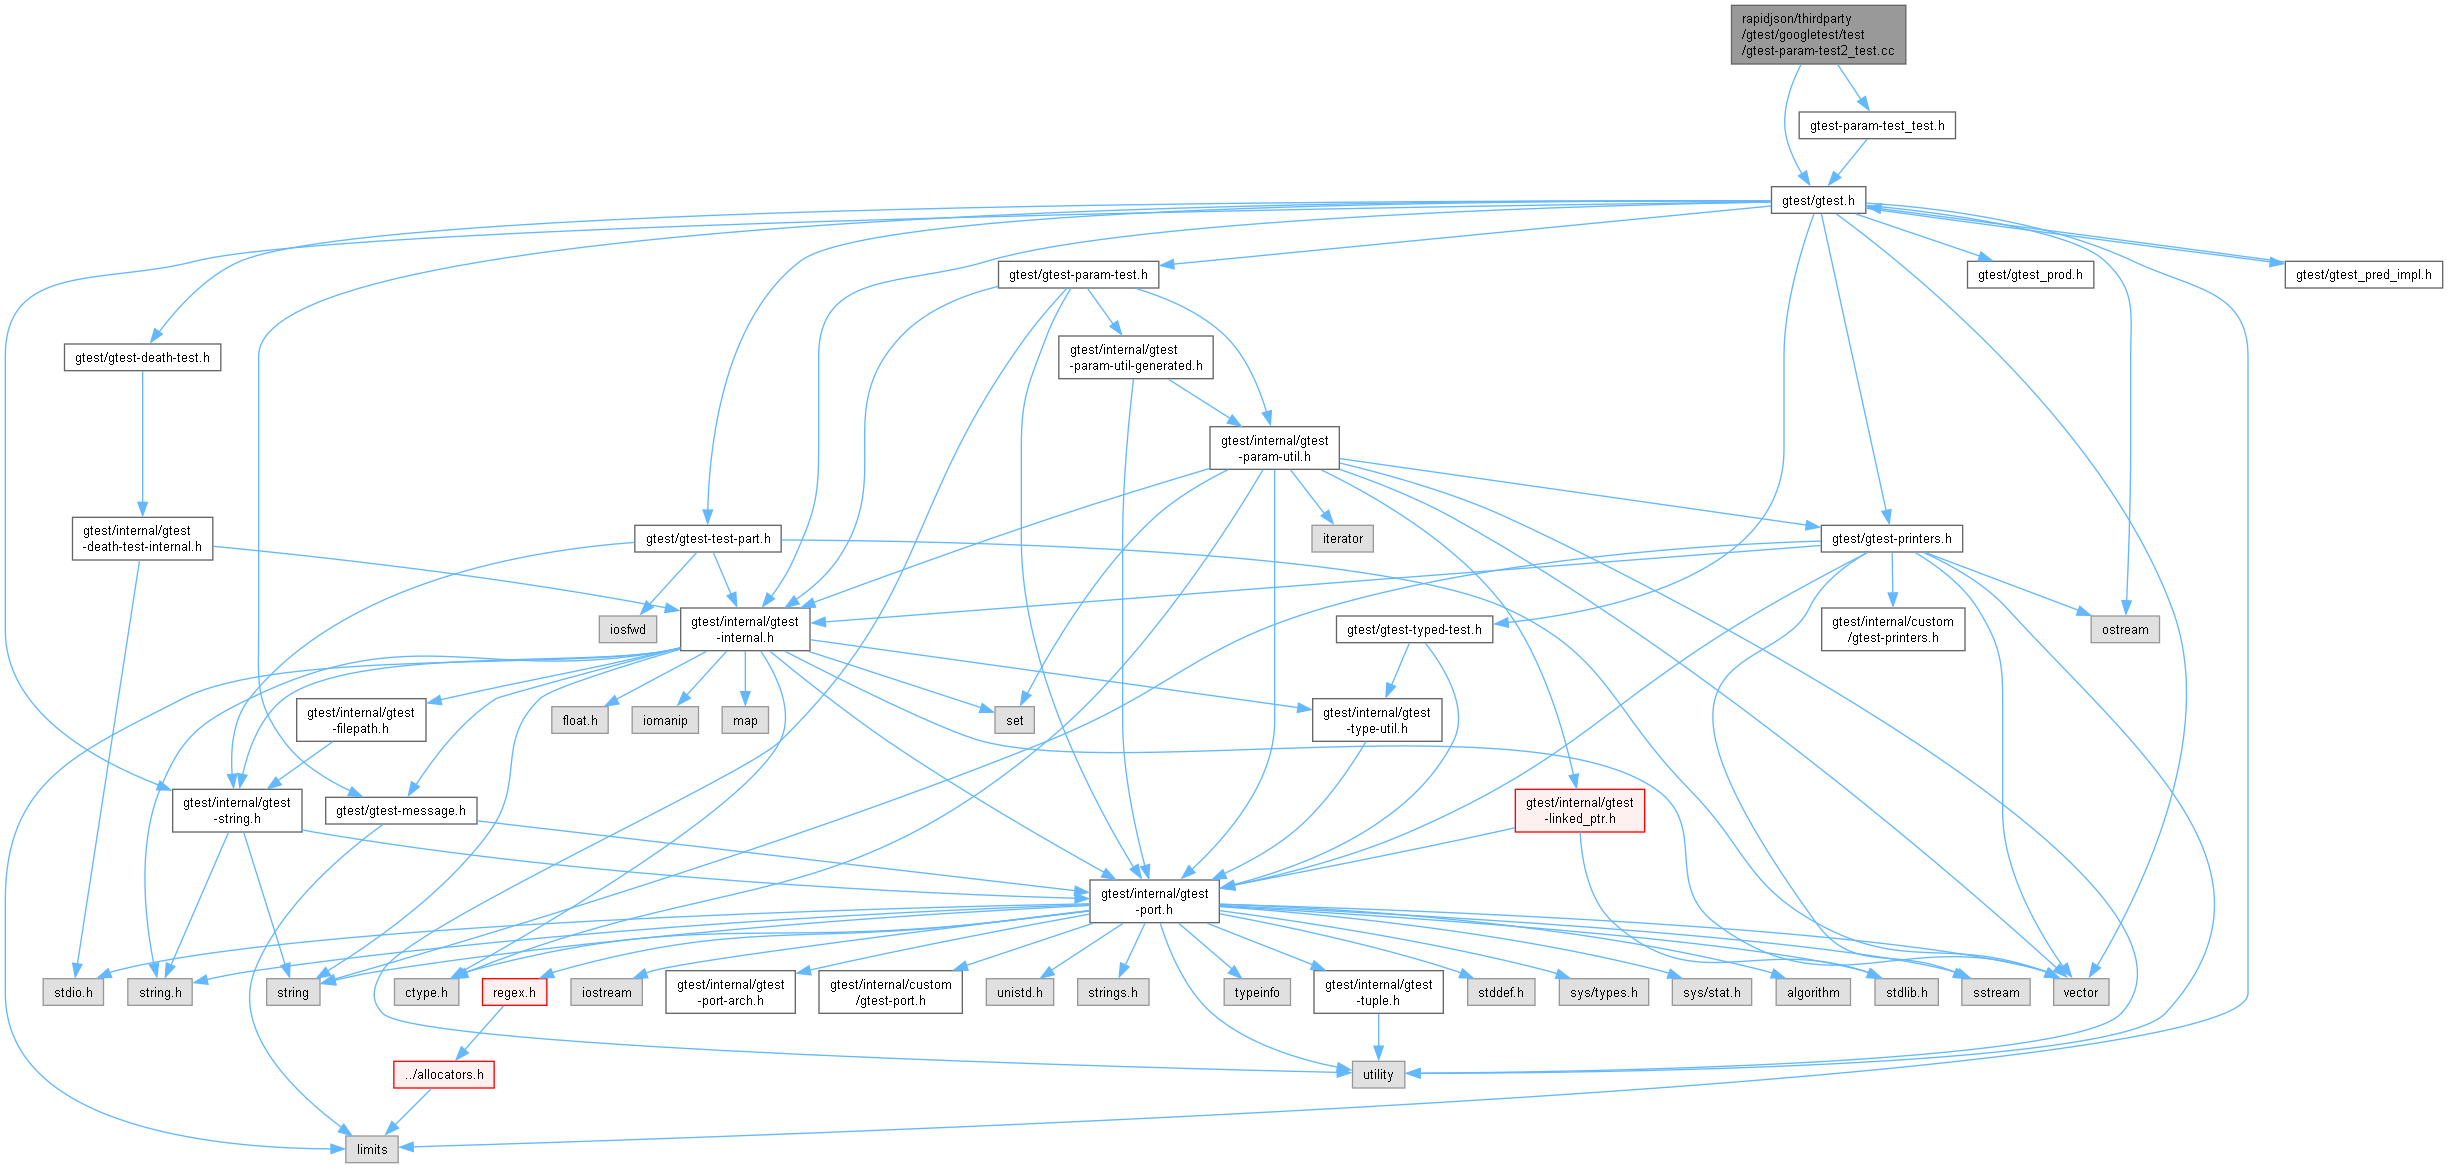 rapidjson/thirdparty
/gtest/googletest/test
/gtest-param-test2_test.cc
gtest-param-test_test.h
gtest/gtest.h
gtest/gtest-param-test.h
gtest/gtest_prod.h
gtest/gtest_pred_impl.h
gtest/gtest-death-test.h
gtest/internal/gtest
-param-util-generated.h
gtest/internal/gtest
-param-util.h
gtest/internal/gtest
-death-test-internal.h
gtest/gtest-test-part.h
iterator
gtest/gtest-printers.h
iosfwd
gtest/internal/gtest
-internal.h
gtest/gtest-typed-test.h
gtest/internal/custom
/gtest-printers.h
ostream
gtest/internal/gtest
-filepath.h
float.h
iomanip
map
set
gtest/internal/gtest
-type-util.h
gtest/internal/gtest
-string.h
gtest/gtest-message.h
gtest/internal/gtest
-linked_ptr.h
gtest/internal/gtest
-port.h
stdio.h
string.h
string
ctype.h
regex.h
iostream
gtest/internal/gtest
-port-arch.h
gtest/internal/custom
/gtest-port.h
unistd.h
strings.h
typeinfo
gtest/internal/gtest
-tuple.h
stddef.h
sys/types.h
sys/stat.h
algorithm
stdlib.h
sstream
vector
../allocators.h
utility
limits